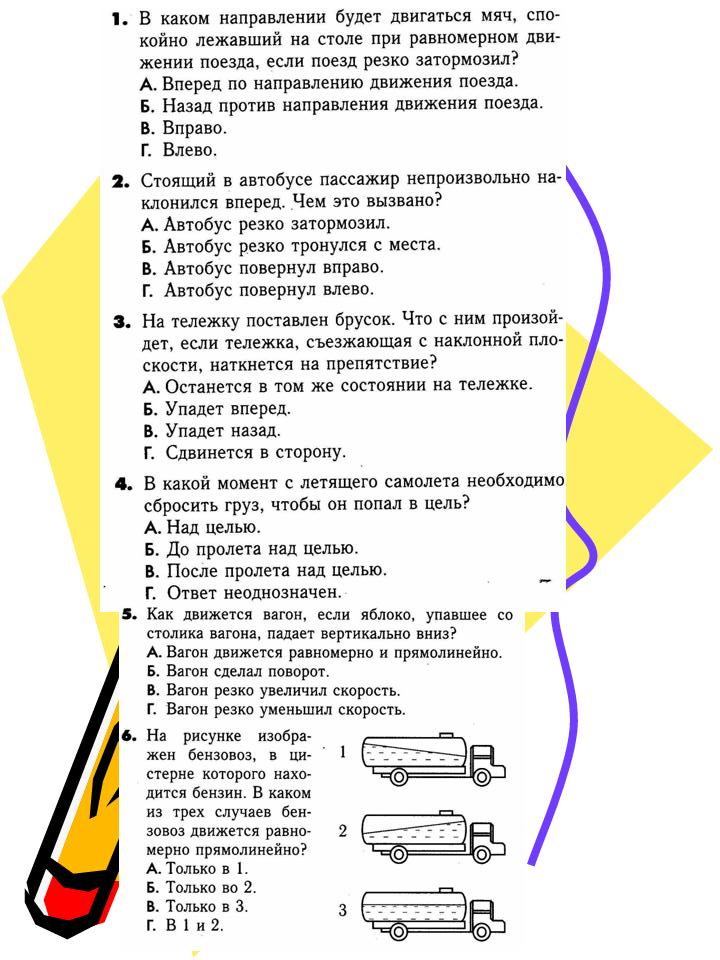 1. В каком направлении будет двигаться мяч, спо-
койно лежавший на столе при равномерном дви-
жении поезда, если поезд резко затормозил?
А. Вперед по направлению движения поезда.
Б. Назад против направления движения поезда.
В. Вправо.
Г. Влево.
2. Стоящий в автобусе пассажир непроизвольно на-
клонился вперед. Чем это вызвано?
А. Автобус резко затормозил.
Б. Автобус резко тронулся с места.
В. Автобус повернул вправо.
Г. Автобус повернул влево.
3. На тележку поставлен брусок. Что с ним произой-
дет, если тележка, съезжающая с наклонной пло-
скости, наткнется на препятствие?
А. Останется в том же состоянии на тележке.
Б. Упадет вперед.
В. Упадет назад.
Г. Сдвинется в сторону.
4. В какой момент с летящего самолета необходимо
сбросить груз, чтобы он попал в цель?
А. Над целью.
Б. До пролета над целью.
В. После пролета над целью.
Г. Ответ неоднозначен.
5. Как движется вагон, если яблоко, упавшее со
столика вагона, падает вертикально вниз?
А. Вагон движется равномерно и прямолинейно.
Б. Вагон сделал поворот.
В. Вагон резко увеличил скорость.
Г. Вагон резко уменьшил скорость.
6. На рисунке изобра-
жен бензовоз, в ци-
стерне которого нахо-
дится бензин. В каком
из трех случаев бен-
зовоз движется равно-
мерно прямолинейно?
А. Только в 1.
Б. Только во 2.
В. Только в 3.
Г. В 1 и 2.
1
2
3